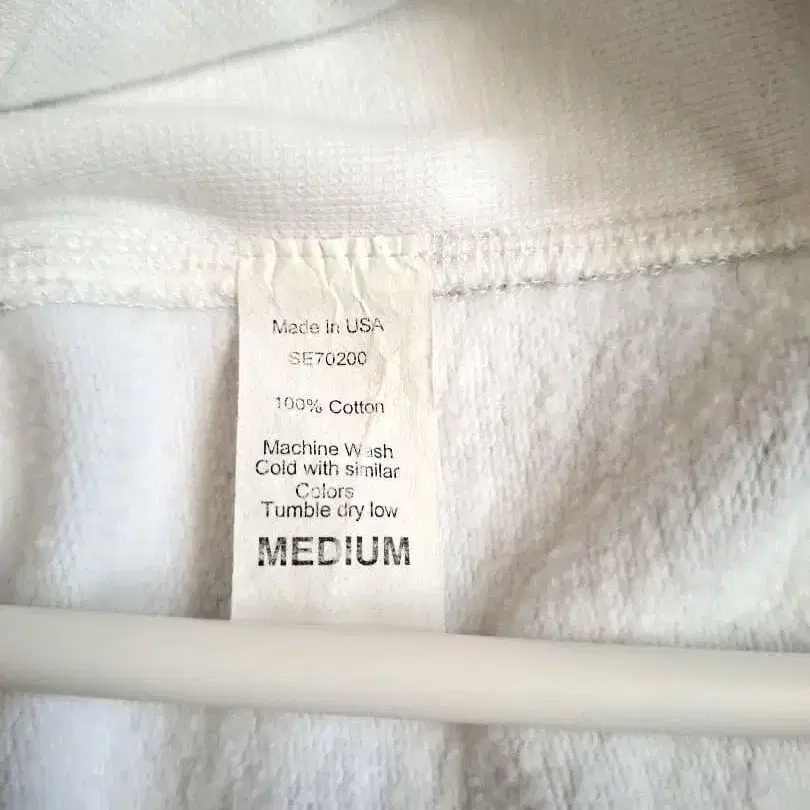 Made in USA
SE70200
100% Cotton
Machine Wash
Cold with similar
Colors
Tumble dry low
MEDIUM